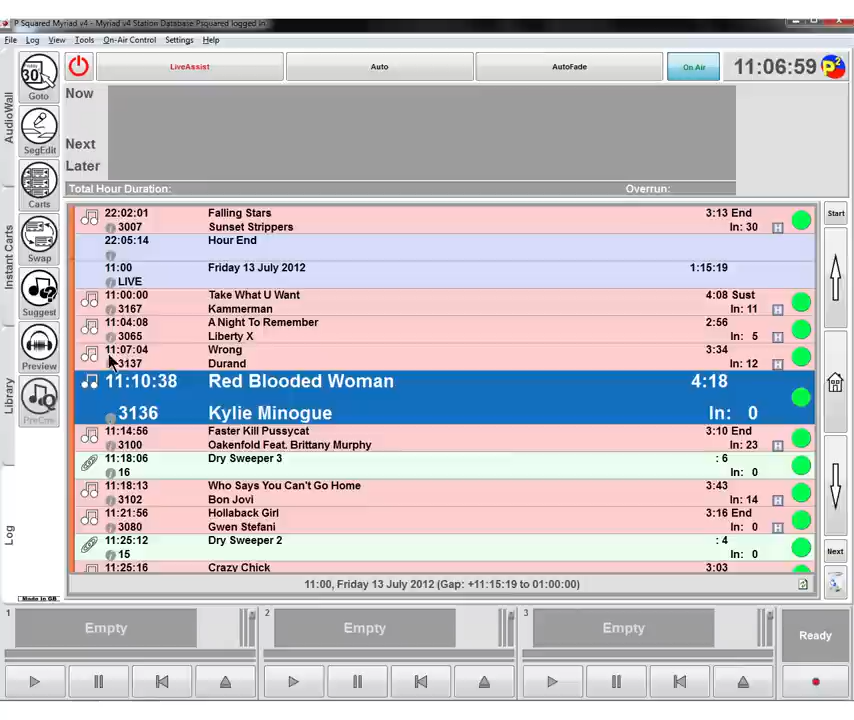 P Squared Myriad v4 - Myriad v4 Station Database Psquared logged in.
File Log View Tools On-Air Control Settings Help
AudioWall
Instant Carts
Library
Log
30 Goto
SegEdit
Carts
Swap
Suggest
Preview
PreCue
Made in GB
LiveAssist Auto AutoFade On Air 11:06:59 P2
Now
Next
Later
Total Hour Duration: Overrun:
22:02:01 Falling Stars 3:13 End
3007 Sunset Strippers In: 30 H
22:05:14 Hour End
11:00 Friday 13 July 2012 1:15:19
LIVE
11:00:00 Take What U Want 4:08 Sust
3167 Kammerman In: 11 H
11:04:08 A Night To Remember 2:56
3065 Liberty X In: 5 H
11:07:04 Wrong 3:34
3137 Durand In: 12 H
11:10:38 Red Blooded Woman 4:18
3136 Kylie Minogue In: 0
11:14:56 Faster Kill Pussycat 3:10 End
3100 Oakenfold Feat. Brittany Murphy In: 23 H
11:18:06 Dry Sweeper 3 : 6
16 In: 0
11:18:13 Who Says You Can't Go Home 3:43
3102 Bon Jovi In: 14 H
11:21:56 Hollaback Girl 3:16 End
3080 Gwen Stefani In: 0 H
11:25:12 Dry Sweeper 2 : 4
15 In: 0
11:25:16 Crazy Chick 3:03
11:00, Friday 13 July 2012 (Gap: +11:15:19 to 01:00:00)
Start
Next
1 Empty
2 Empty
3 Empty
Ready